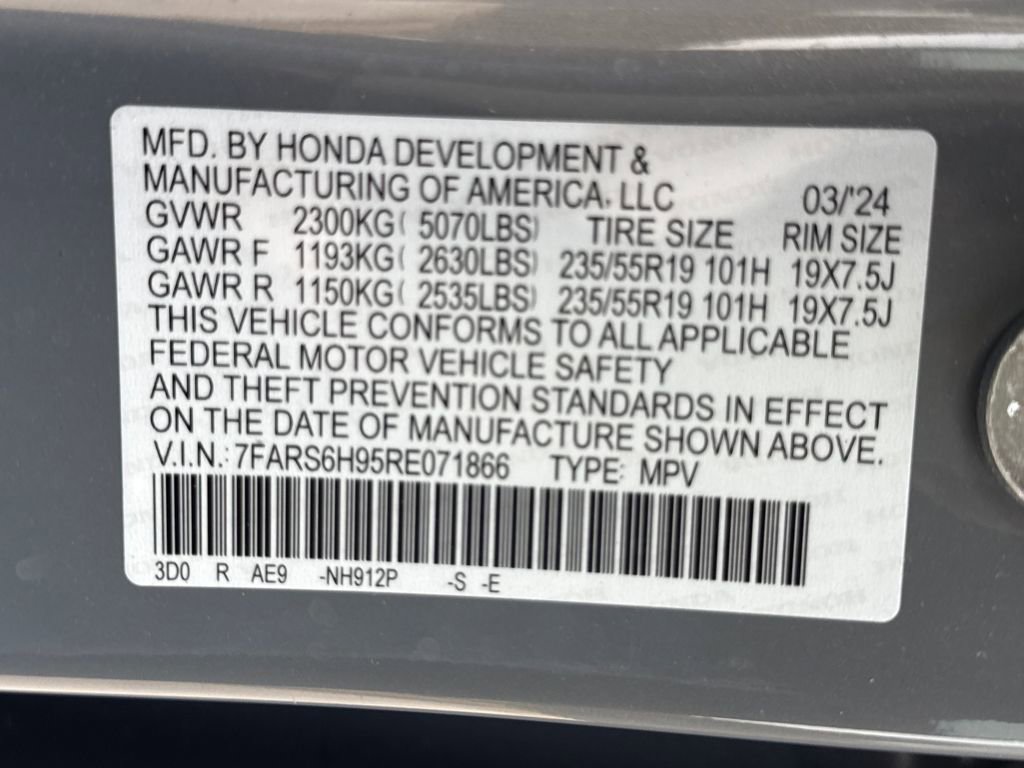 MFD. BY HONDA DEVELOPMENT &
MANUFACTURING OF AMERICA, LLC 03/'24
GVWR 2300KG( 5070LBS) TIRE SIZE RIM SIZE
GAWR F 1193KG( 2630LBS) 235/55R19 101H 19X7.5J
GAWR R 1150KG( 2535LBS) 235/55R19 101H 19X7.5J
THIS VEHICLE CONFORMS TO ALL APPLICABLE
FEDERAL MOTOR VEHICLE SAFETY
AND THEFT PREVENTION STANDARDS IN EFFECT
ON THE DATE OF MANUFACTURE SHOWN ABOVE.
V.I.N.: 7FARS6H95RE071866 TYPE: MPV
3D0 R AE9 -NH912P -S -E